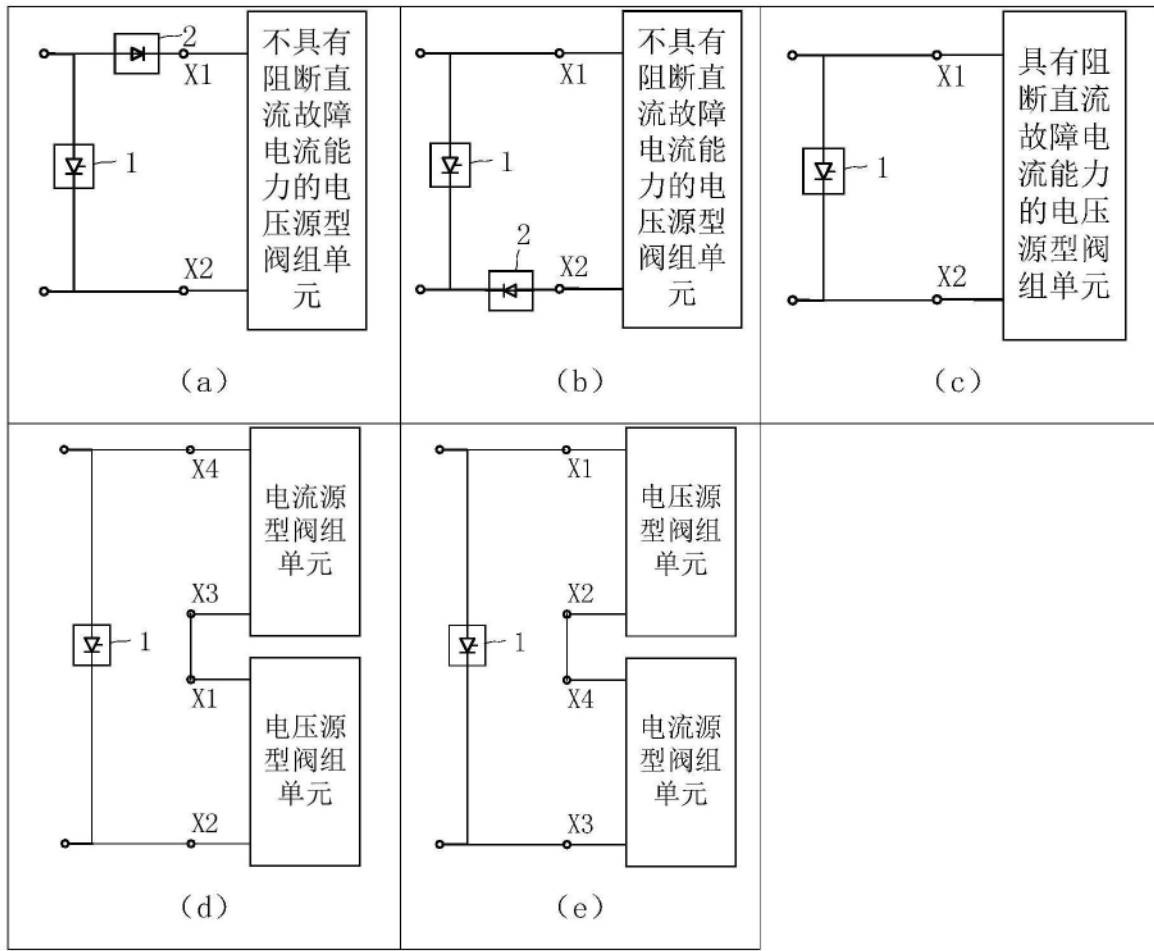 2
X1
1
X2
不具有
阻断直
流故障
电流能
力的电
压源型
阀组单
元
(a)
X1
1
2
X2
不具有
阻断直
流故障
电流能
力的电
压源型
阀组单
元
(b)
X1
1
X2
具有阻
断直流
故障电
流能力
的电压
源型阀
组单元
(c)
X4
电流源
型阀组
单元
X3
1
X1
电压源
型阀组
单元
X2
(d)
X1
电压源
型阀组
单元
X2
1
X4
电流源
型阀组
单元
X3
(e)